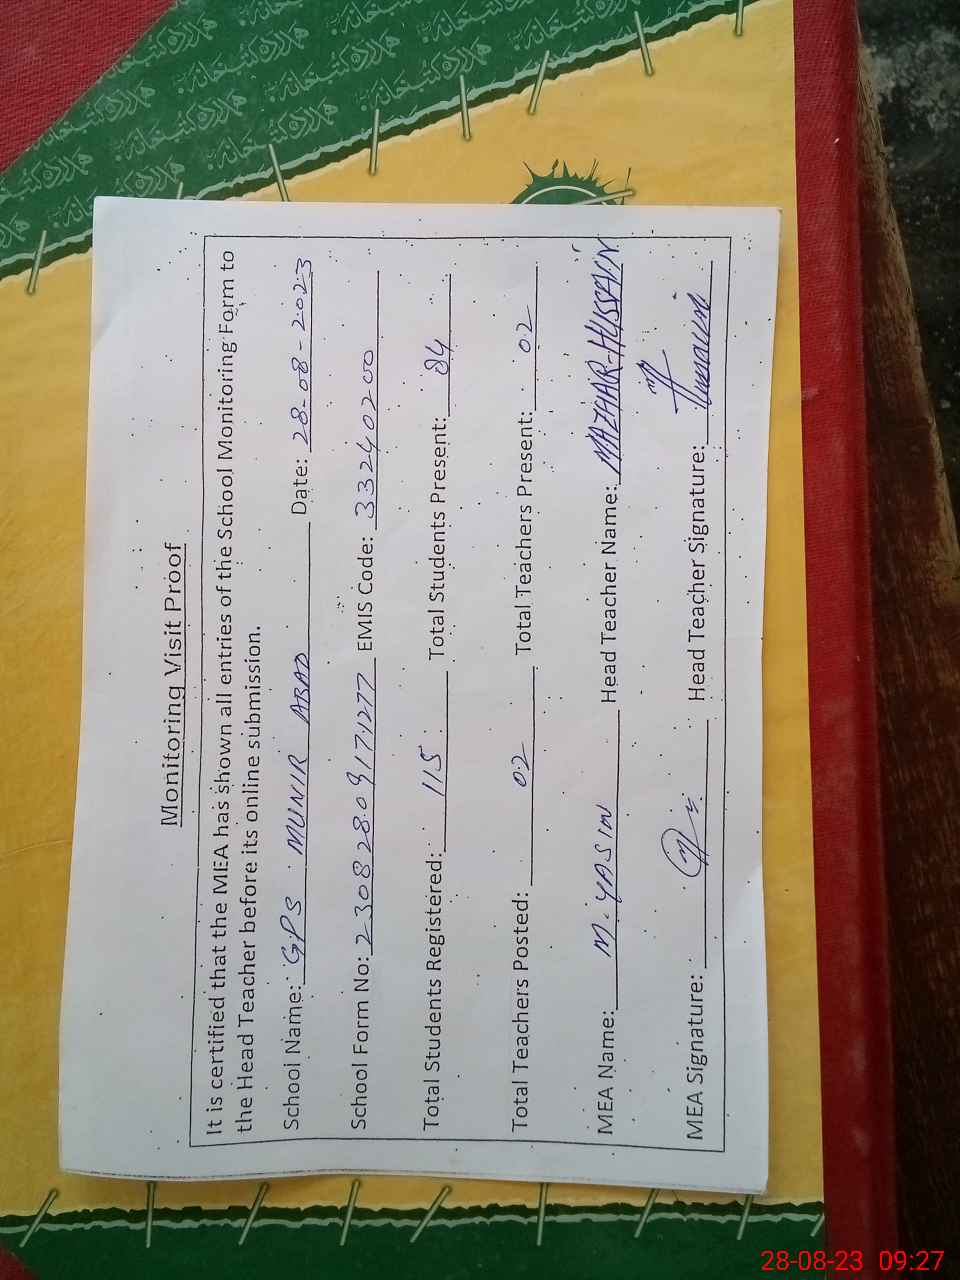 Monitoring Visit Proof
It is certified that the MEA has shown all entries of the School Monitoring Form to
the Head Teacher before its online submission.
School Name: GPS MUNIR ABAD Date: 28-08-2023
School Form No: 23082809171277 EMIS Code: 33240200
Total Students Registered: 115 Total Students Present:
Total Teachers Posted: 02 Total Teachers Present: 02
MEA Name: M. YASIM Head Teacher Name: MAZHAR HUSSAIN
MEA Signature: Head Teacher Signature:
28-08-23 09:27